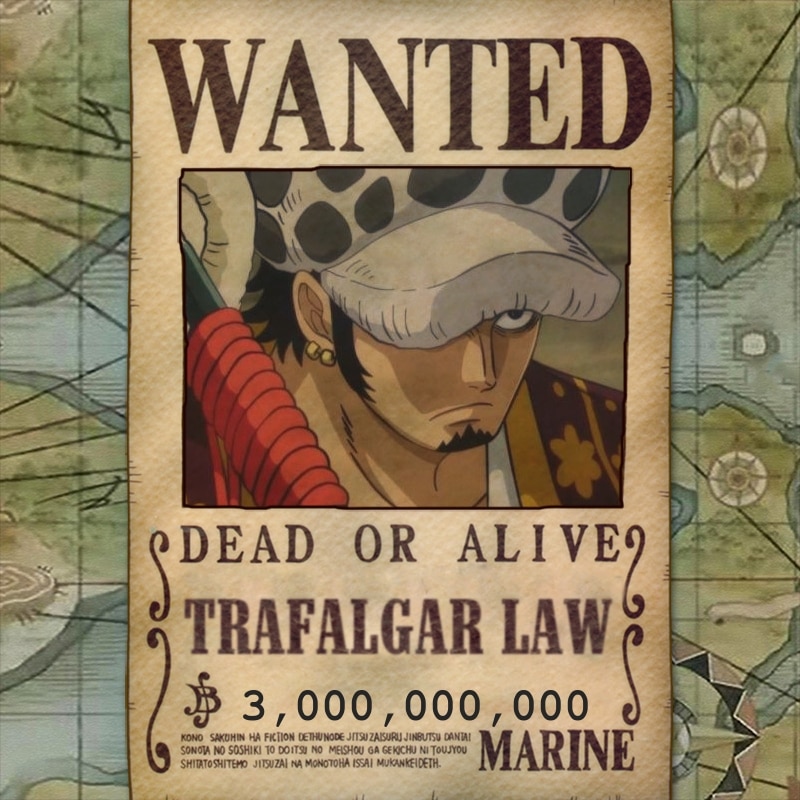 WANTED
DEAD OR ALIVE
TRAFALGAR LAW
3,000,000,000
KONO SAKUHIN HA FICTION DETHUNODE JITSUZAISURU JINBUTSU DANTAI
SONOTA NO SOSHIKI TO DOITSU NO MEISHOU GA GEKICHU NI TOUJYOU
SHITATOSHITEMO JITSUZAI NA MONOTOHA ISSAI MUKANKEIDETH.
MARINE